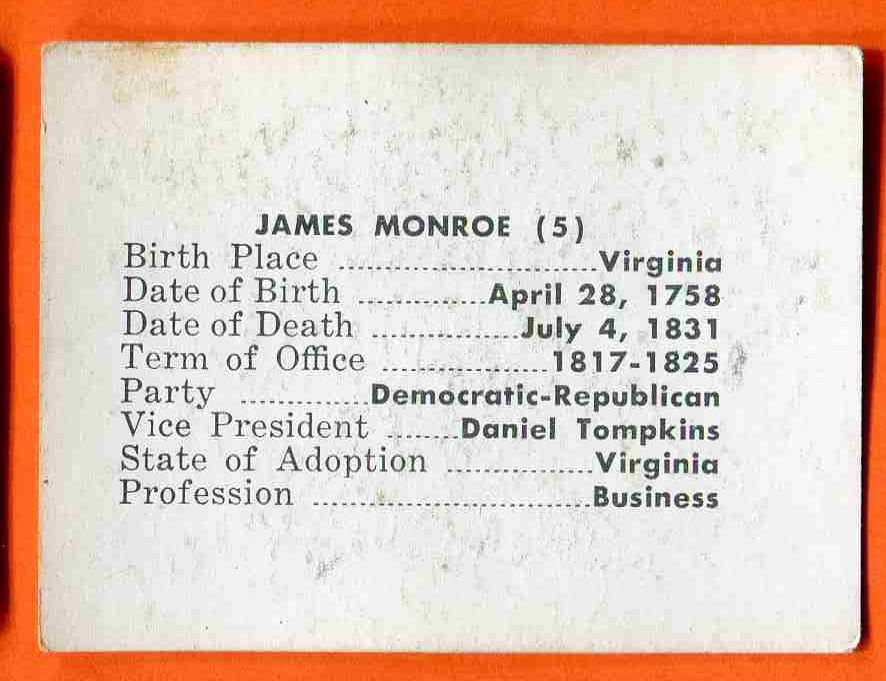 JAMES MONROE (5)
Birth Place ..............................Virginia
Date of Birth ...............April 28, 1758
Date of Death .................July 4, 1831
Term of Office ...................1817-1825
Party ...............Democratic-Republican
Vice President ........Daniel Tompkins
State of Adoption .................Virginia
Profession ................................Business